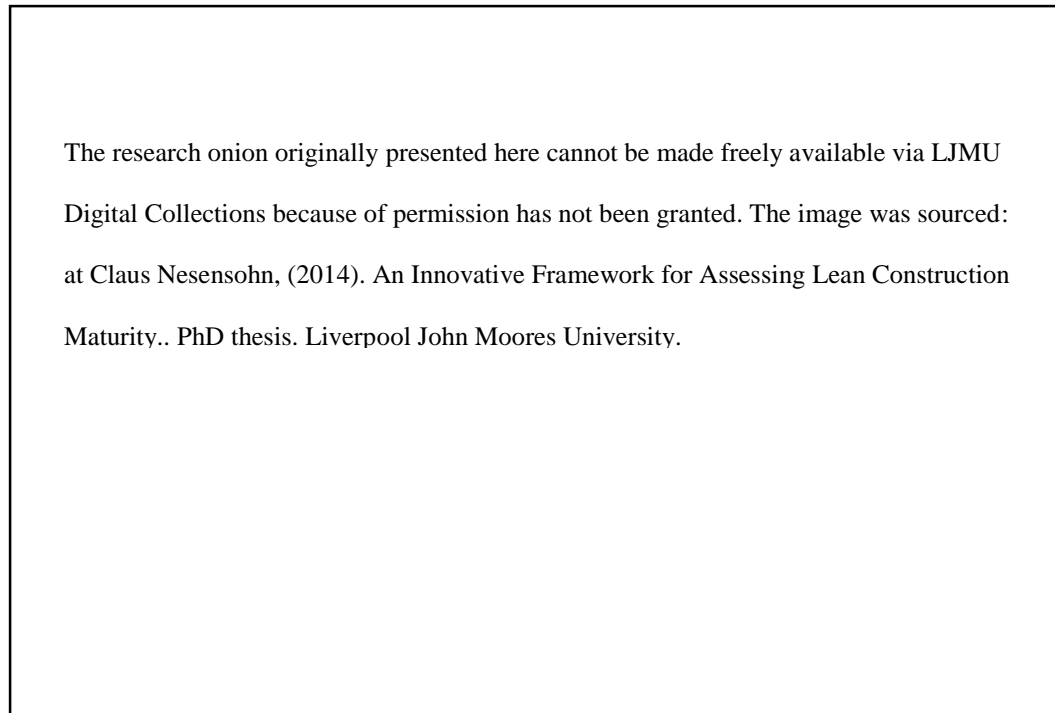 The research onion originally presented here cannot be made freely available via LJMU
Digital Collections because of permission has not been granted. The image was sourced:
at Claus Nesensohn, (2014). An Innovative Framework for Assessing Lean Construction
Maturity.. PhD thesis. Liverpool John Moores University.